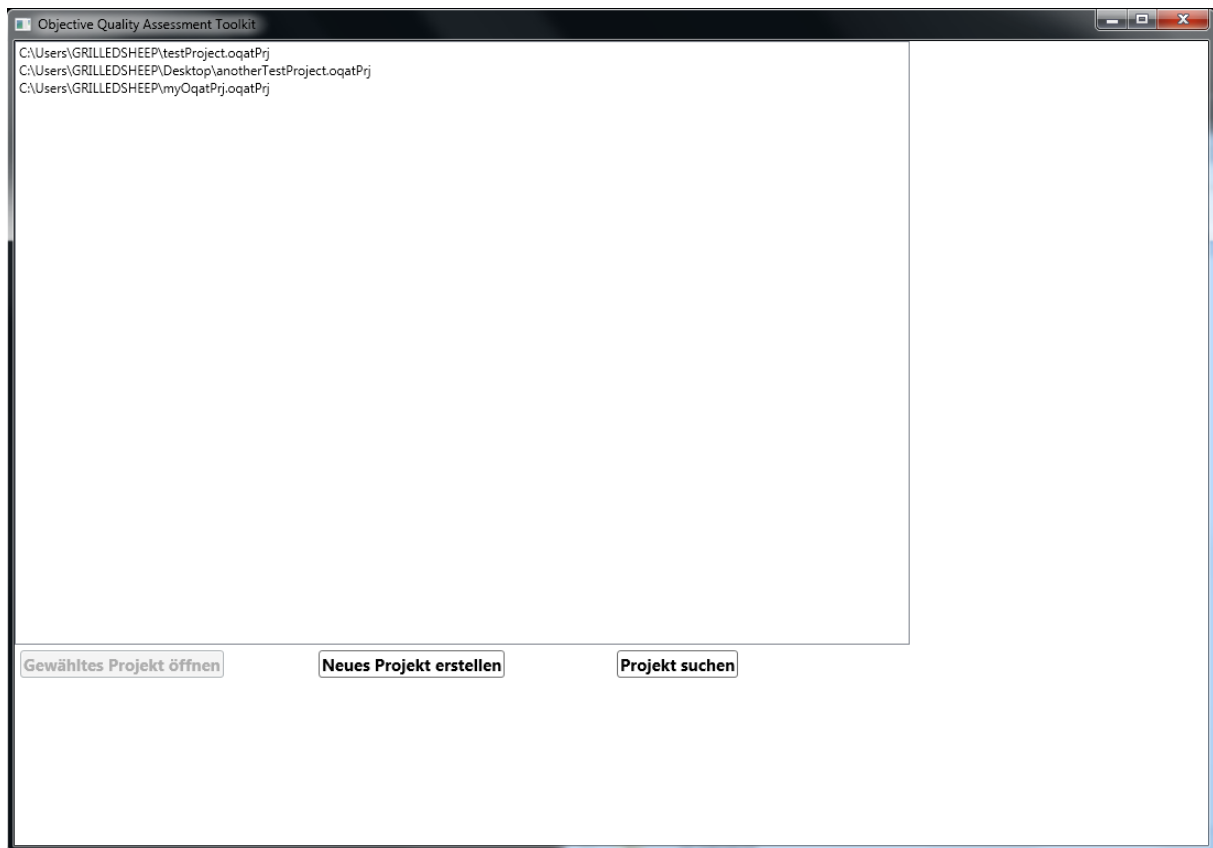 Objective Quality Assessment Toolkit
C:\Users\GRILLEDSHEEP\testProject.oqatPrj
C:\Users\GRILLEDSHEEP\Desktop\anotherTestProject.oqatPrj
C:\Users\GRILLEDSHEEP\myOqatPrj.oqatPrj
Gewähltes Projekt öffnen
Neues Projekt erstellen
Projekt suchen